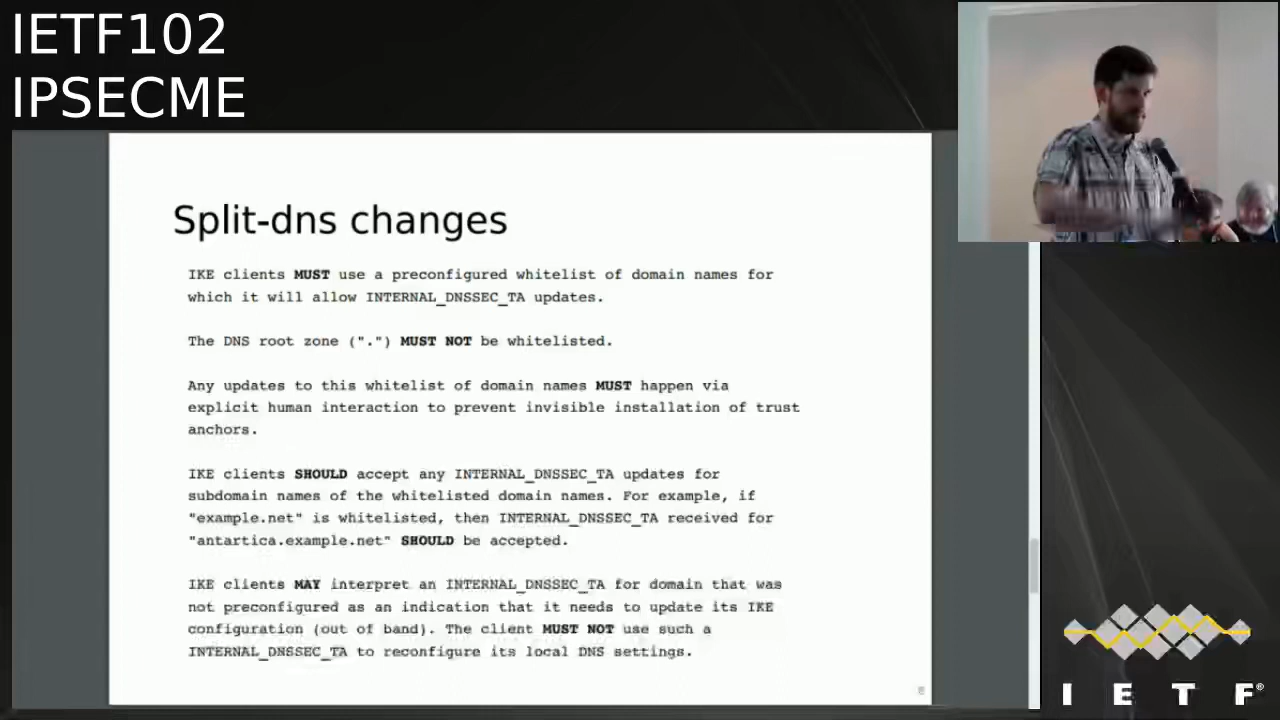 IETF102
IPSECME
Split-dns changes
IKE clients MUST use a preconfigured whitelist of domain names for
which it will allow INTERNAL_DNSSEC_TA updates.
The DNS root zone (".") MUST NOT be whitelisted.
Any updates to this whitelist of domain names MUST happen via
explicit human interaction to prevent invisible installation of trust
anchors.
IKE clients SHOULD accept any INTERNAL_DNSSEC_TA updates for
subdomain names of the whitelisted domain names. For example, if
"example.net" is whitelisted, then INTERNAL_DNSSEC_TA received for
"antartica.example.net" SHOULD be accepted.
IKE clients MAY interpret an INTERNAL_DNSSEC_TA for domain that was
not preconfigured as an indication that it needs to update its IKE
configuration (out of band). The client MUST NOT use such a
INTERNAL_DNSSEC_TA to reconfigure its local DNS settings.
8
I E T F®